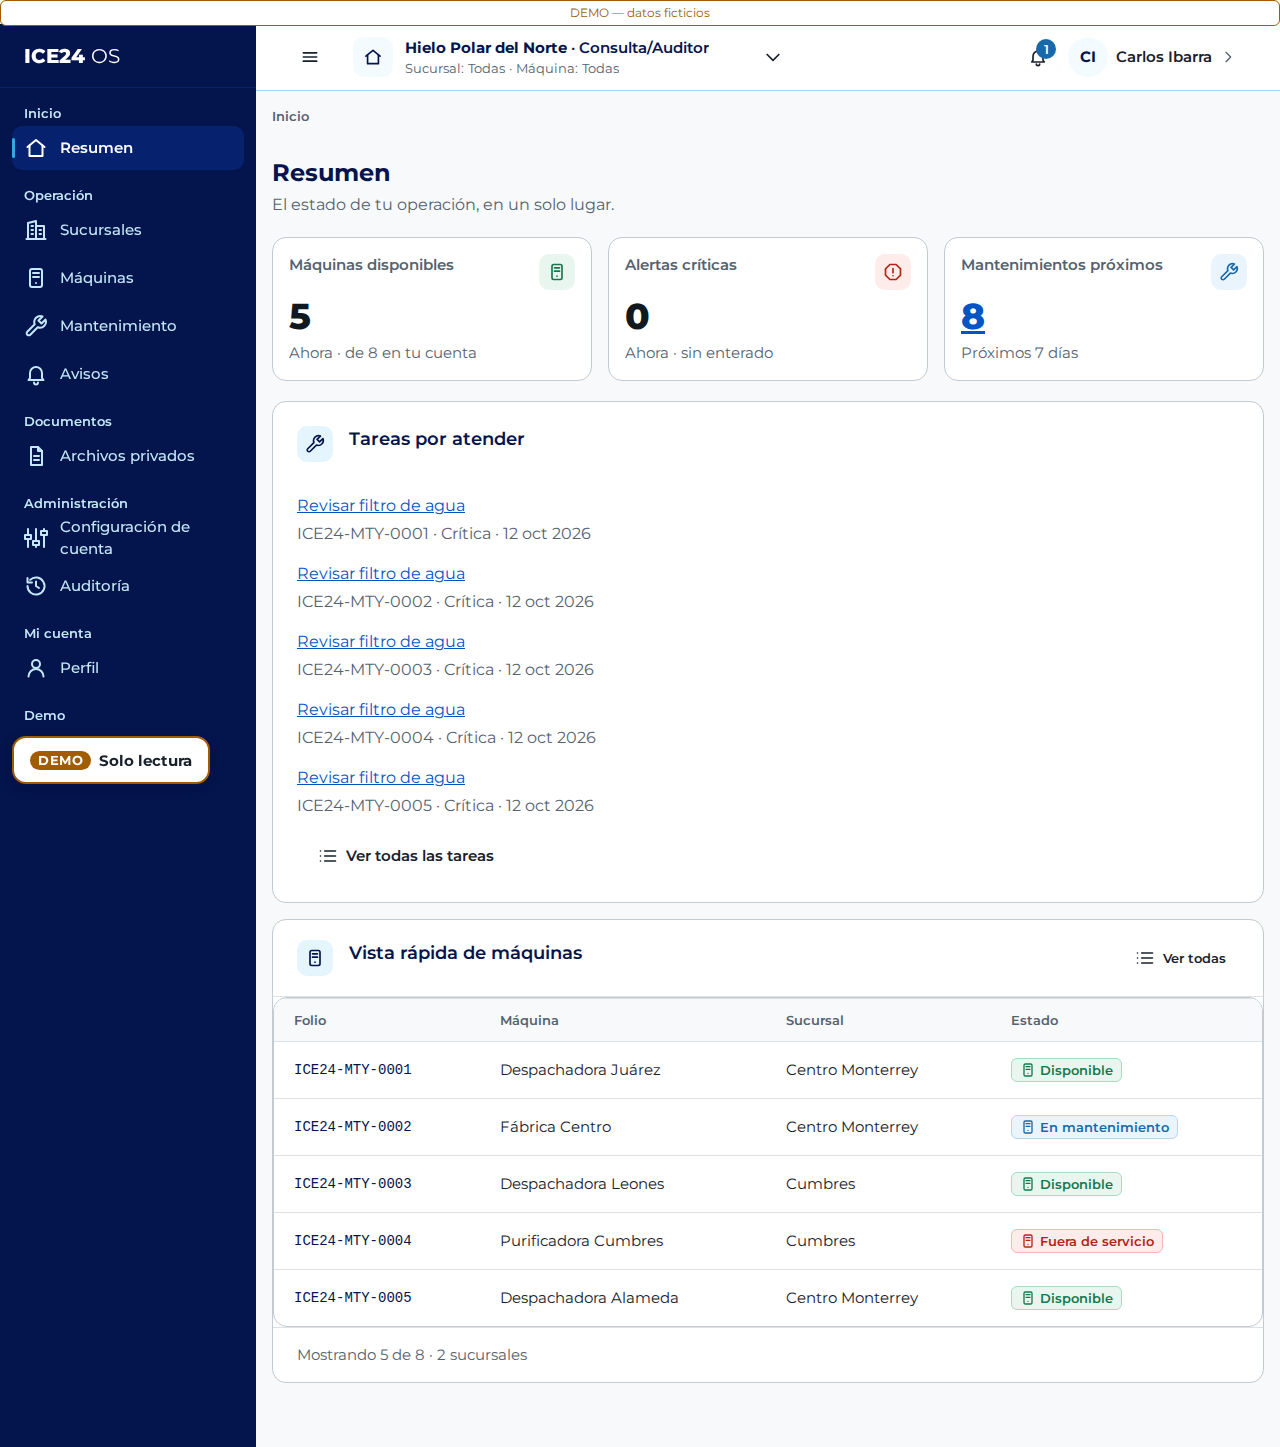 DEMO — datos ficticios
ICE24 OS
Inicio
Resumen
Operación
Sucursales
Máquinas
Mantenimiento
Avisos
Documentos
Archivos privados
Administración
Configuración de
cuenta
Auditoría
Mi cuenta
Perfil
Demo
DEMO Solo lectura
Hielo Polar del Norte · Consulta/Auditor
Sucursal: Todas · Máquina: Todas
1
CI Carlos Ibarra
Inicio
Resumen
El estado de tu operación, en un solo lugar.
Máquinas disponibles
5
Ahora · de 8 en tu cuenta
Alertas críticas
0
Ahora · sin enterado
Mantenimientos próximos
8
Próximos 7 días
Tareas por atender
Revisar filtro de agua
ICE24-MTY-0001 · Crítica · 12 oct 2026
Revisar filtro de agua
ICE24-MTY-0002 · Crítica · 12 oct 2026
Revisar filtro de agua
ICE24-MTY-0003 · Crítica · 12 oct 2026
Revisar filtro de agua
ICE24-MTY-0004 · Crítica · 12 oct 2026
Revisar filtro de agua
ICE24-MTY-0005 · Crítica · 12 oct 2026
Ver todas las tareas
Vista rápida de máquinas
Ver todas
Folio Máquina Sucursal Estado
ICE24-MTY-0001 Despachadora Juárez Centro Monterrey Disponible
ICE24-MTY-0002 Fábrica Centro Centro Monterrey En mantenimiento
ICE24-MTY-0003 Despachadora Leones Cumbres Disponible
ICE24-MTY-0004 Purificadora Cumbres Cumbres Fuera de servicio
ICE24-MTY-0005 Despachadora Alameda Centro Monterrey Disponible
Mostrando 5 de 8 · 2 sucursales